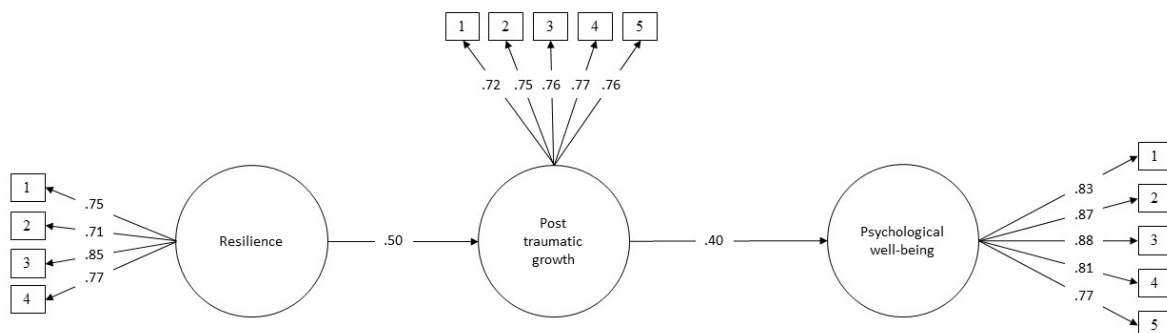 1 2 3 4 5
.72 .75 .76 .77 .76
1
2
3
4
.75
.71
.85
.77
Resilience
.50
Post
traumatic
growth
.40
Psychological
well-being
.83
.87
.88
.81
.77
1
2
3
4
5